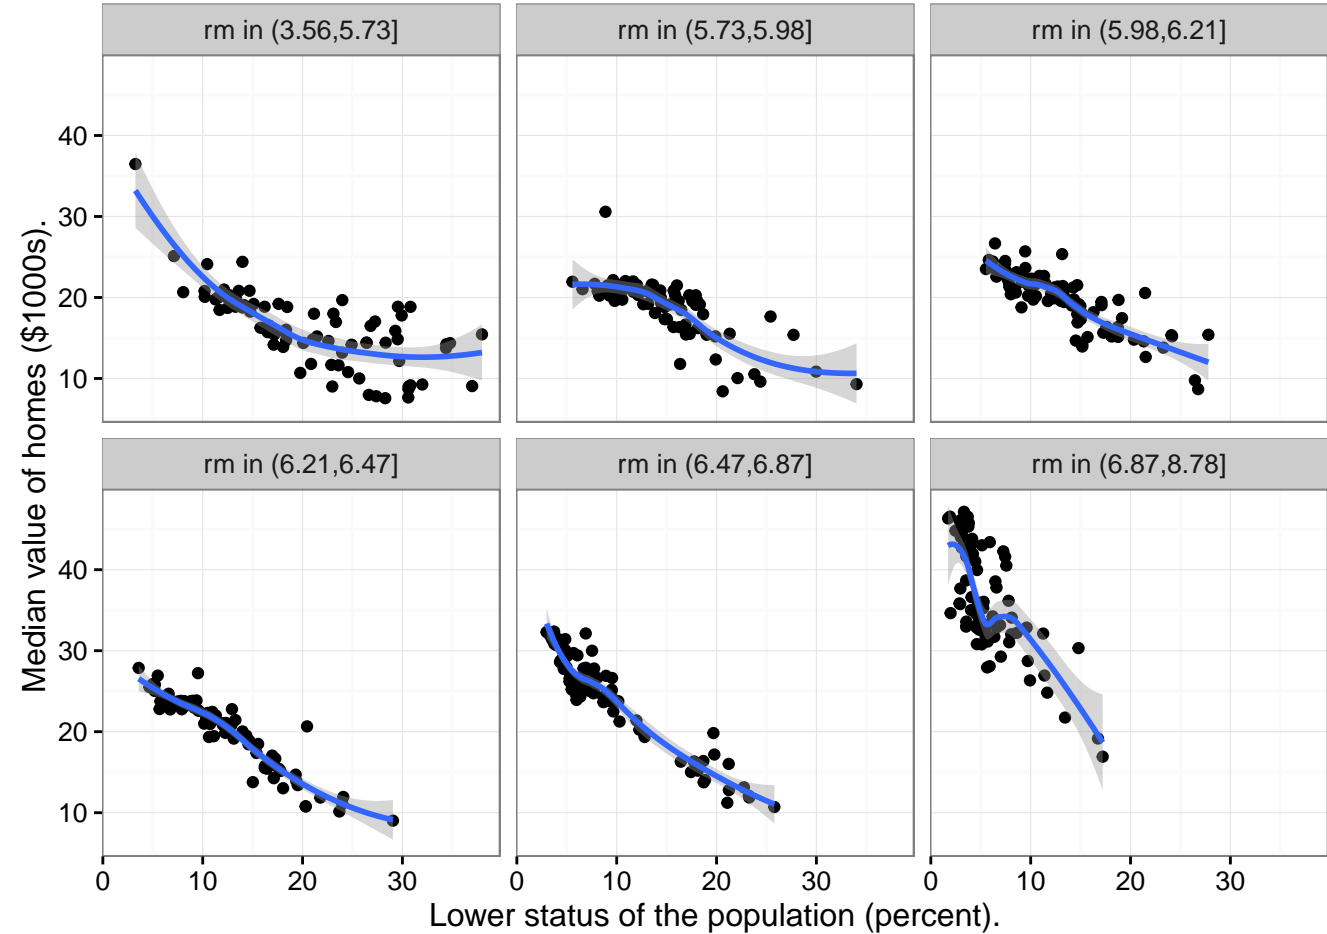 rm in (3.56,5.73] rm in (5.73,5.98] rm in (5.98,6.21]
40
30
20
10
Median value of homes ($1000s).
rm in (6.21,6.47] rm in (6.47,6.87] rm in (6.87,8.78]
40
30
20
10
0 10 20 30 0 10 20 30 0 10 20 30
Lower status of the population (percent).